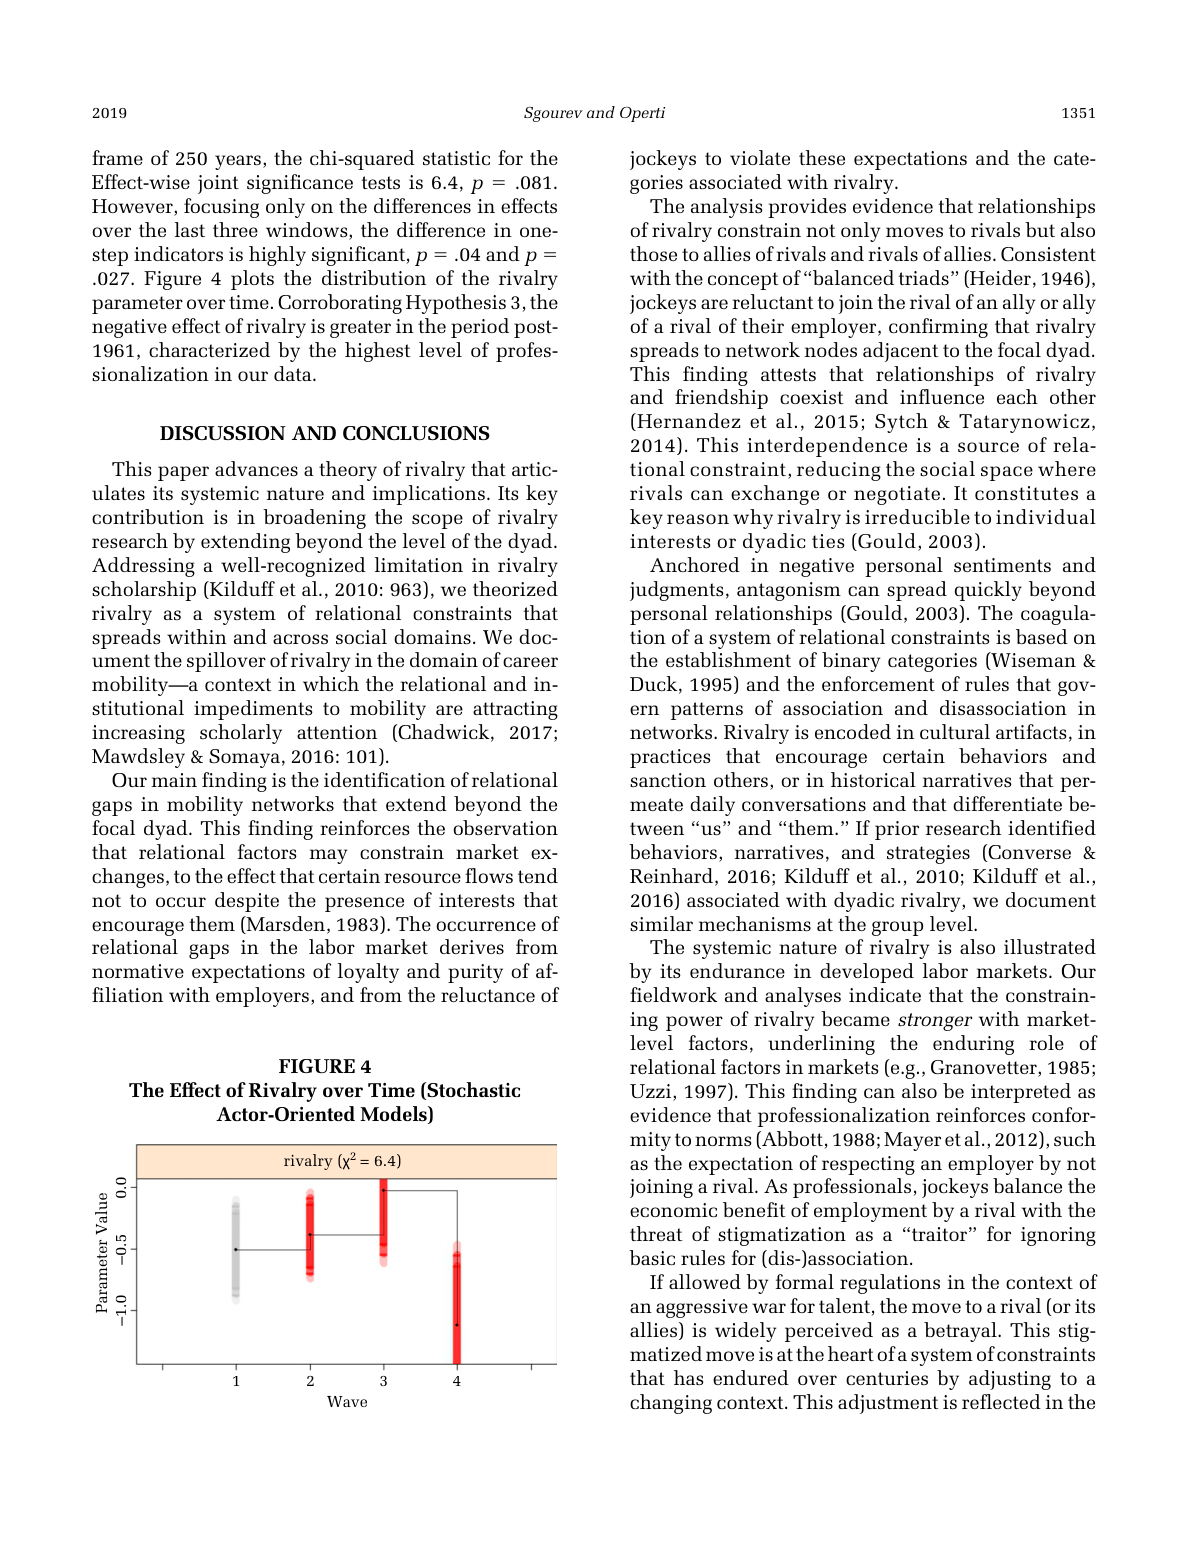 2019
Sgourev and Operti
1351
frame of 250 years, the chi-squared statistic for the
Effect-wise joint significance tests is 6.4, p = .081.
However, focusing only on the differences in effects
over the last three windows, the difference in one-
step indicators is highly significant, p = .04 and p =
.027. Figure 4 plots the distribution of the rivalry
parameter over time. Corroborating Hypothesis 3, the
negative effect of rivalry is greater in the period post-
1961, characterized by the highest level of profes-
sionalization in our data.
DISCUSSION AND CONCLUSIONS
This paper advances a theory of rivalry that artic-
ulates its systemic nature and implications. Its key
contribution is in broadening the scope of rivalry
research by extending beyond the level of the dyad.
Addressing a well-recognized limitation in rivalry
scholarship (Kilduff et al., 2010: 963), we theorized
rivalry as a system of relational constraints that
spreads within and across social domains. We doc-
ument the spillover of rivalry in the domain of career
mobility—a context in which the relational and in-
stitutional impediments to mobility are attracting
increasing scholarly attention (Chadwick, 2017;
Mawdsley & Somaya, 2016: 101).
Our main finding is the identification of relational
gaps in mobility networks that extend beyond the
focal dyad. This finding reinforces the observation
that relational factors may constrain market ex-
changes, to the effect that certain resource flows tend
not to occur despite the presence of interests that
encourage them (Marsden, 1983). The occurrence of
relational gaps in the labor market derives from
normative expectations of loyalty and purity of af-
filiation with employers, and from the reluctance of
FIGURE 4
The Effect of Rivalry over Time (Stochastic
Actor-Oriented Models)
rivalry (χ² = 6.4)
Parameter Value
0.0
−0.5
−1.0
1 2 3 4
Wave
jockeys to violate these expectations and the cate-
gories associated with rivalry.
The analysis provides evidence that relationships
of rivalry constrain not only moves to rivals but also
those to allies of rivals and rivals of allies. Consistent
with the concept of “balanced triads” (Heider, 1946),
jockeys are reluctant to join the rival of an ally or ally
of a rival of their employer, confirming that rivalry
spreads to network nodes adjacent to the focal dyad.
This finding attests that relationships of rivalry
and friendship coexist and influence each other
(Hernandez et al., 2015; Sytch & Tatarynowicz,
2014). This interdependence is a source of rela-
tional constraint, reducing the social space where
rivals can exchange or negotiate. It constitutes a
key reason why rivalry is irreducible to individual
interests or dyadic ties (Gould, 2003).
Anchored in negative personal sentiments and
judgments, antagonism can spread quickly beyond
personal relationships (Gould, 2003). The coagula-
tion of a system of relational constraints is based on
the establishment of binary categories (Wiseman &
Duck, 1995) and the enforcement of rules that gov-
ern patterns of association and disassociation in
networks. Rivalry is encoded in cultural artifacts, in
practices that encourage certain behaviors and
sanction others, or in historical narratives that per-
meate daily conversations and that differentiate be-
tween “us” and “them.” If prior research identified
behaviors, narratives, and strategies (Converse &
Reinhard, 2016; Kilduff et al., 2010; Kilduff et al.,
2016) associated with dyadic rivalry, we document
similar mechanisms at the group level.
The systemic nature of rivalry is also illustrated
by its endurance in developed labor markets. Our
fieldwork and analyses indicate that the constrain-
ing power of rivalry became stronger with market-
level factors, underlining the enduring role of
relational factors in markets (e.g., Granovetter, 1985;
Uzzi, 1997). This finding can also be interpreted as
evidence that professionalization reinforces confor-
mity to norms (Abbott, 1988; Mayer et al., 2012), such
as the expectation of respecting an employer by not
joining a rival. As professionals, jockeys balance the
economic benefit of employment by a rival with the
threat of stigmatization as a “traitor” for ignoring
basic rules for (dis-)association.
If allowed by formal regulations in the context of
an aggressive war for talent, the move to a rival (or its
allies) is widely perceived as a betrayal. This stig-
matized move is at the heart of a system of constraints
that has endured over centuries by adjusting to a
changing context. This adjustment is reflected in the